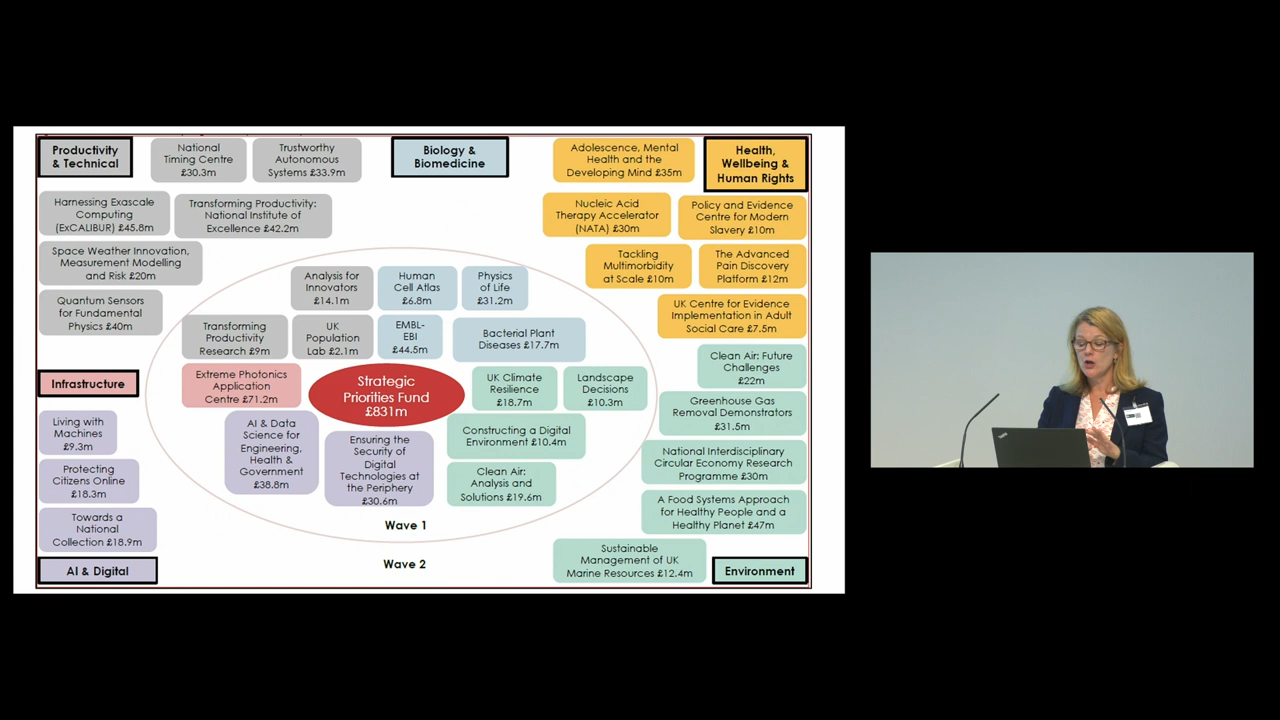 Productivity
& Technical
National
Timing Centre
£30.3m
Trustworthy
Autonomous
Systems £33.9m
Biology &
Biomedicine
Adolescence, Mental
Health and the
Developing Mind £35m
Health,
Wellbeing &
Human Rights
Harnessing Exascale
Computing
(ExCALIBUR) £45.8m
Transforming Productivity:
National Institute of
Excellence £42.2m
Nucleic Acid
Therapy Accelerator
(NATA) £30m
Policy and Evidence
Centre for Modern
Slavery £10m
Space Weather Innovation,
Measurement Modelling
and Risk £20m
Tackling
Multimorbidity
at Scale £10m
The Advanced
Pain Discovery
Platform £12m
Quantum Sensors
for Fundamental
Physics £40m
Analysis for
Innovators
£14.1m
Human
Cell Atlas
£6.8m
Physics
of Life
£31.2m
UK Centre for Evidence
Implementation in Adult
Social Care £7.5m
Transforming
Productivity
Research £9m
UK
Population
Lab £2.1m
EMBL-
EBI
£44.5m
Bacterial Plant
Diseases £17.7m
Clean Air: Future
Challenges
£22m
Infrastructure
Extreme Photonics
Application
Centre £71.2m
Strategic
Priorities Fund
£831m
UK Climate
Resilience
£18.7m
Landscape
Decisions
£10.3m
Greenhouse Gas
Removal Demonstrators
£31.5m
Living with
Machines
£9.3m
AI & Data
Science for
Engineering,
Health &
Government
£38.8m
Ensuring the
Security of
Digital
Technologies at
the Periphery
£30.6m
Constructing a Digital
Environment £10.4m
National Interdisciplinary
Circular Economy Research
Programme £30m
Protecting
Citizens Online
£18.3m
Clean Air:
Analysis and
Solutions £19.6m
A Food Systems Approach
for Healthy People and a
Healthy Planet £47m
Towards a
National
Collection £18.9m
Wave 1
Wave 2
Sustainable
Management of UK
Marine Resources £12.4m
AI & Digital
Environment